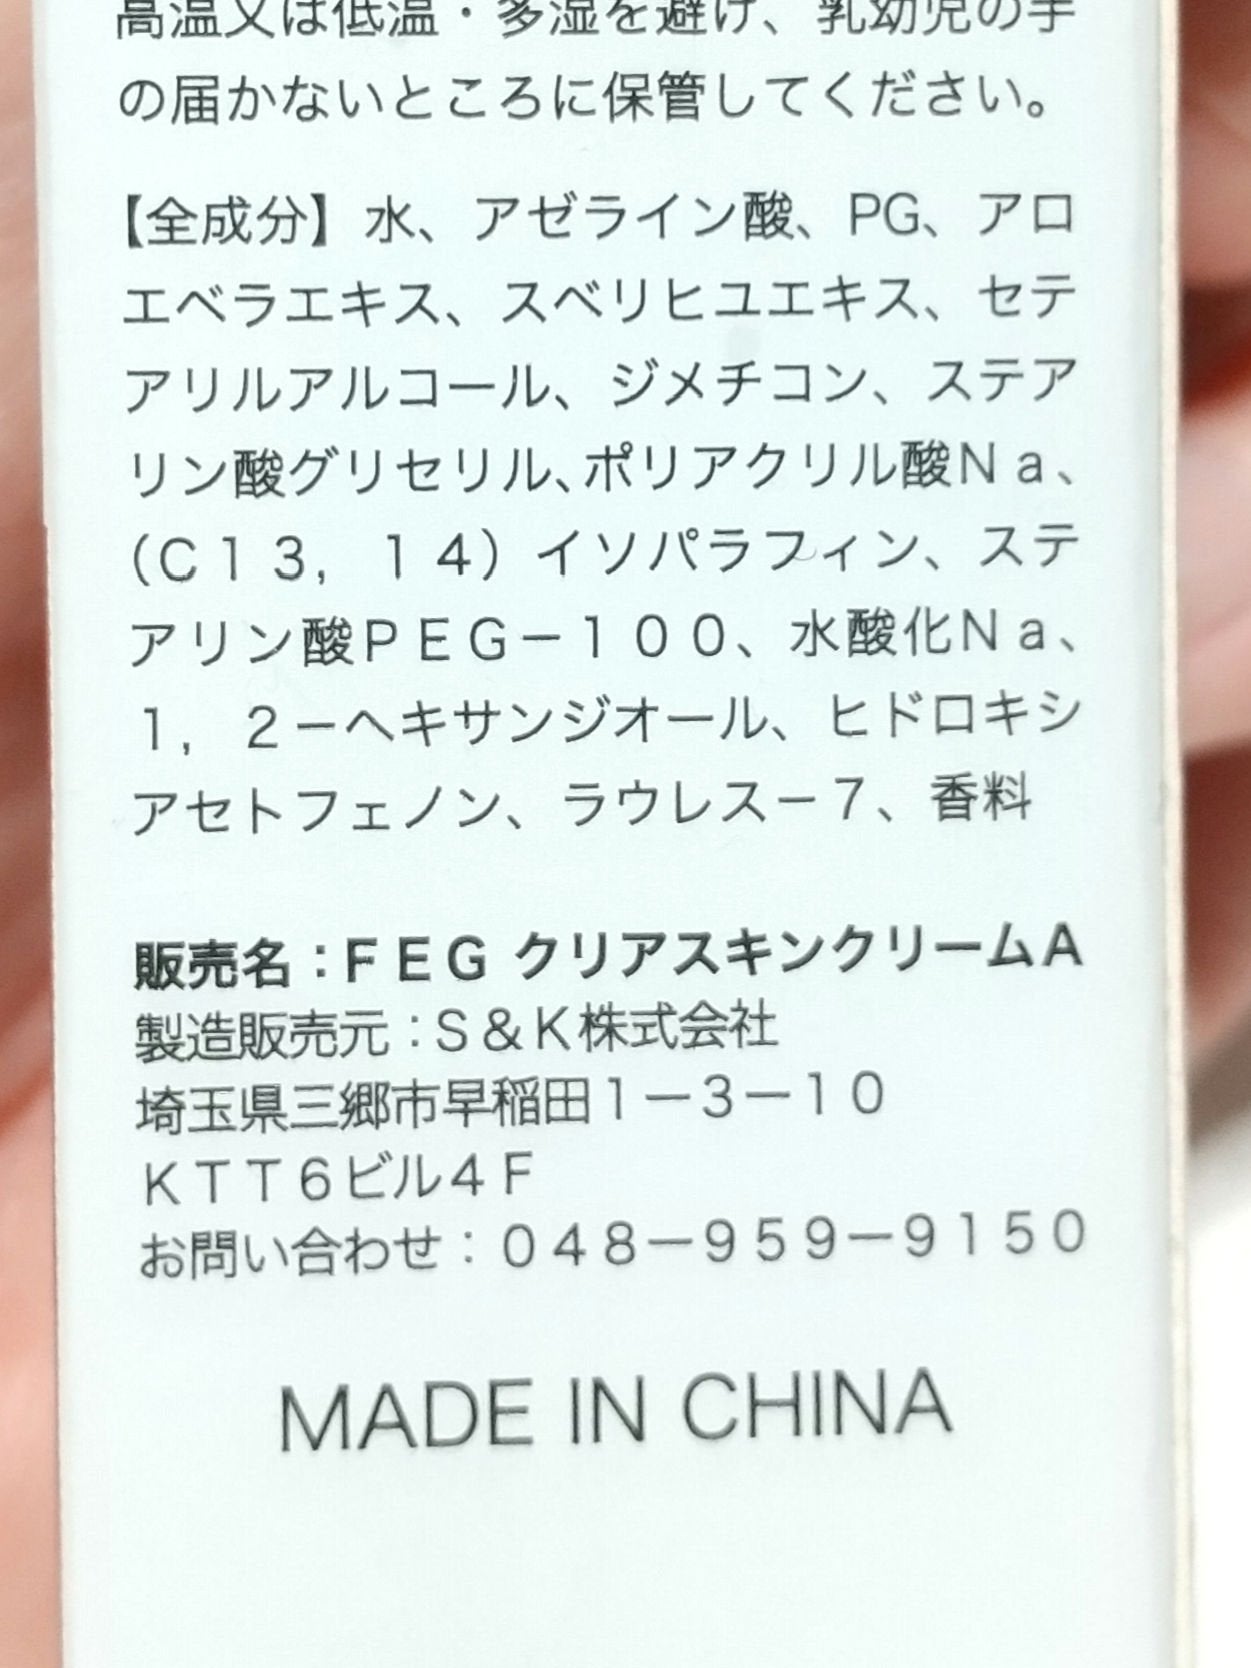 高温又は低温・多湿を避け、乳幼児の手
の届かないところに保管してください。
【全成分】水、アゼライン酸、PG、アロ
エベラエキス、スベリヒユエキス、セテ
アリルアルコール、ジメチコン、ステア
リン酸グリセリル、ポリアクリル酸Ｎａ、
（Ｃ１３，１４）イソパラフィン、ステ
アリン酸ＰＥＧ－１００、水酸化Ｎａ、
１，２－ヘキサンジオール、ヒドロキシ
アセトフェノン、ラウレス－７、香料
販売名：ＦＥＧ クリアスキンクリームＡ
製造販売元：Ｓ＆Ｋ株式会社
埼玉県三郷市早稲田１－３－１０
ＫＴＴ６ビル４Ｆ
お問い合わせ：０４８－９５９－９１５０
MADE IN CHINA